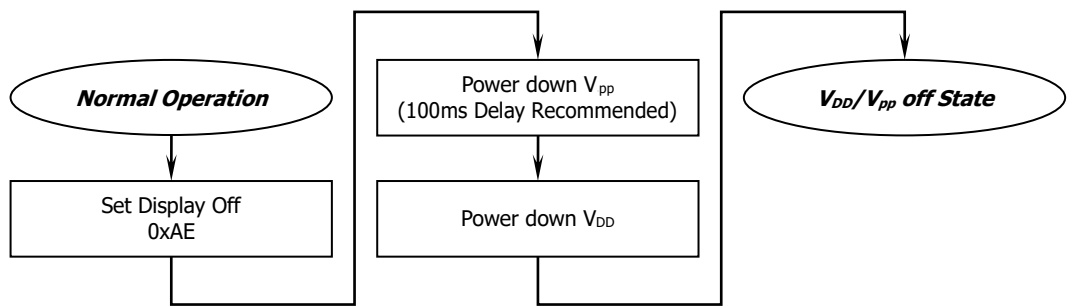 Normal Operation
Set Display Off
0xAE
Power down Vpp
(100ms Delay Recommended)
Power down VDD
VDD/Vpp off State